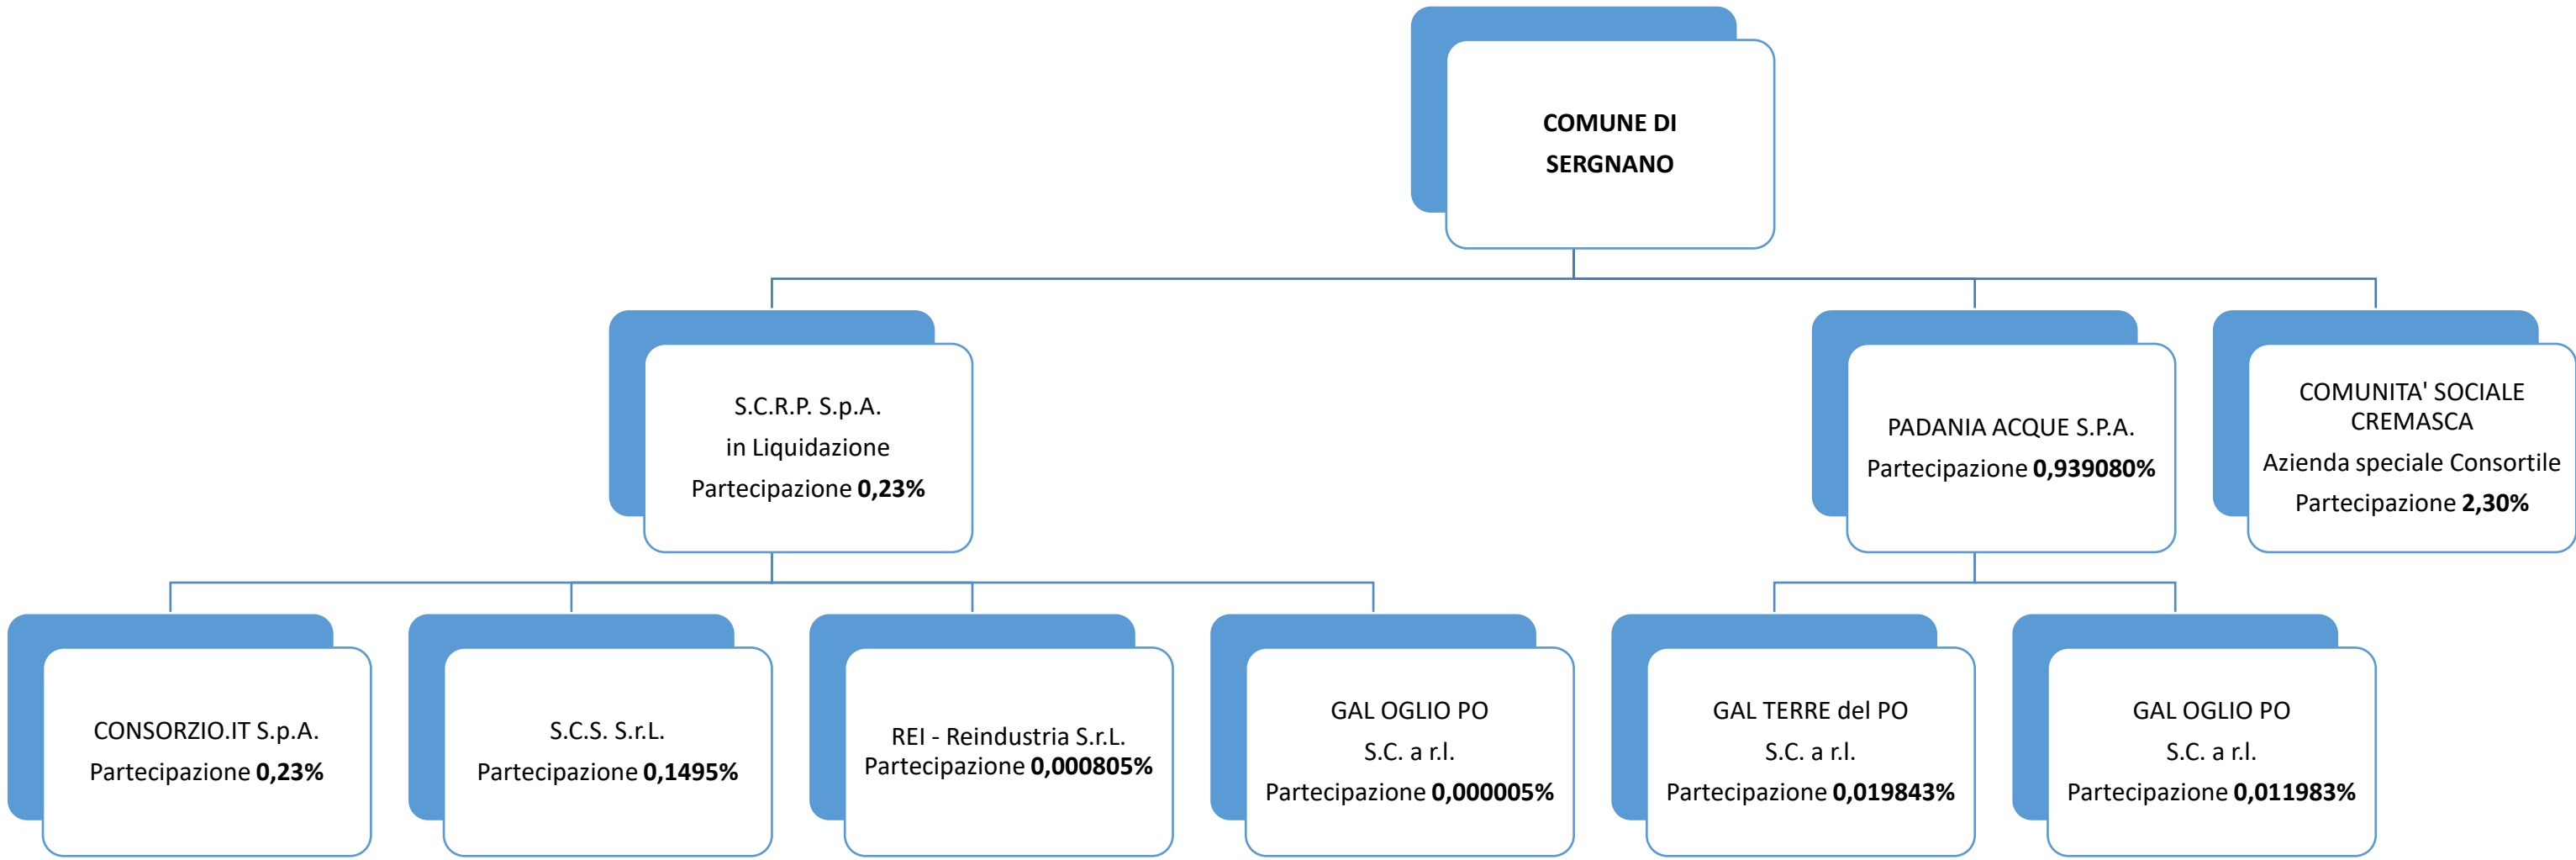 COMUNE DI
SERGNANO
S.C.R.P. S.p.A.
in Liquidazione
Partecipazione 0,23%
PADANIA ACQUE S.P.A.
Partecipazione 0,939080%
COMUNITA' SOCIALE
CREMASCA
Azienda speciale Consortile
Partecipazione 2,30%
CONSORZIO.IT S.p.A.
Partecipazione 0,23%
S.C.S. S.r.L.
Partecipazione 0,1495%
REI - Reindustria S.r.L.
Partecipazione 0,000805%
GAL OGLIO PO
S.C. a r.l.
Partecipazione 0,000005%
GAL TERRE del PO
S.C. a r.l.
Partecipazione 0,019843%
GAL OGLIO PO
S.C. a r.l.
Partecipazione 0,011983%